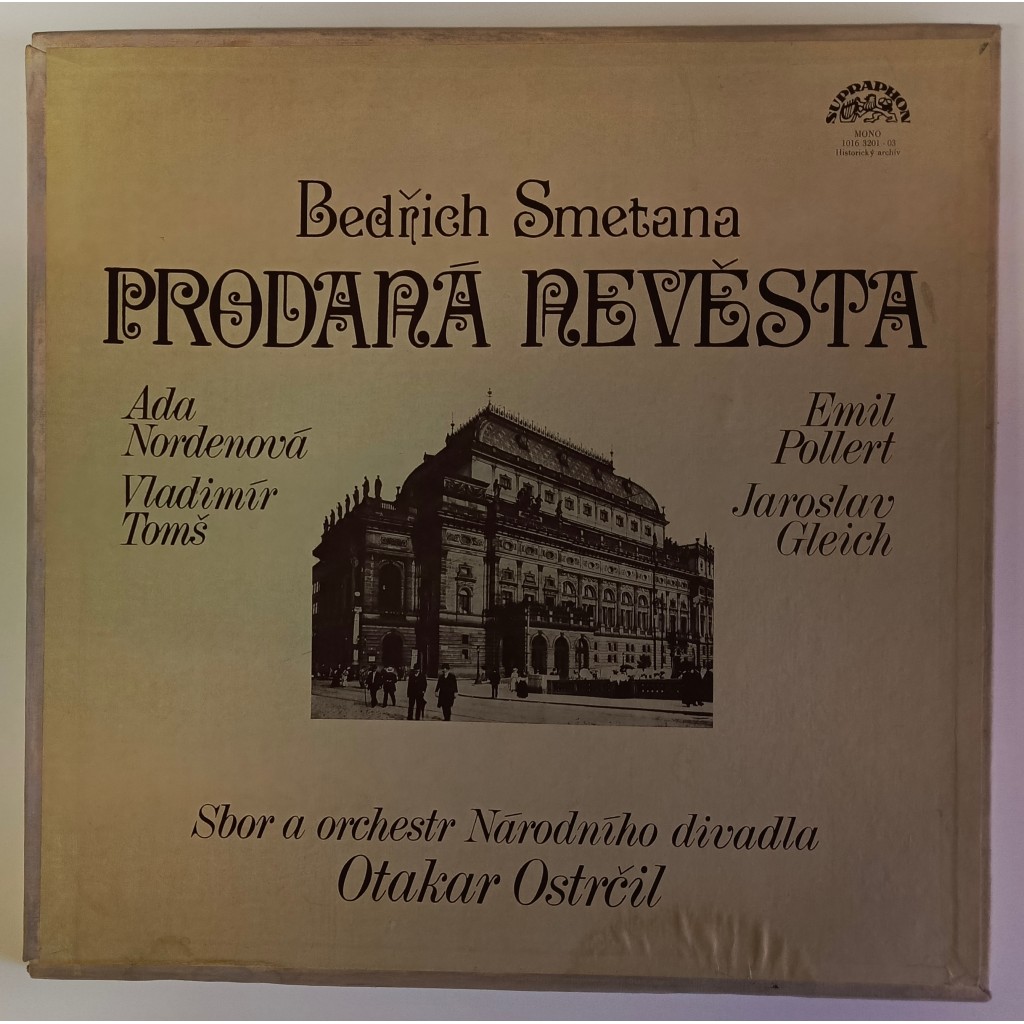 SUPRAPHON
MONO
1016 3201 - 03
Historický archiv
Bedřich Smetana
PRODANÁ NEVĚSTA
Ada
Nordenová
Vladimír
Tomš
Emil
Pollert
Jaroslav
Gleich
Sbor a orchestr Národního divadla
Otakar Ostrčil